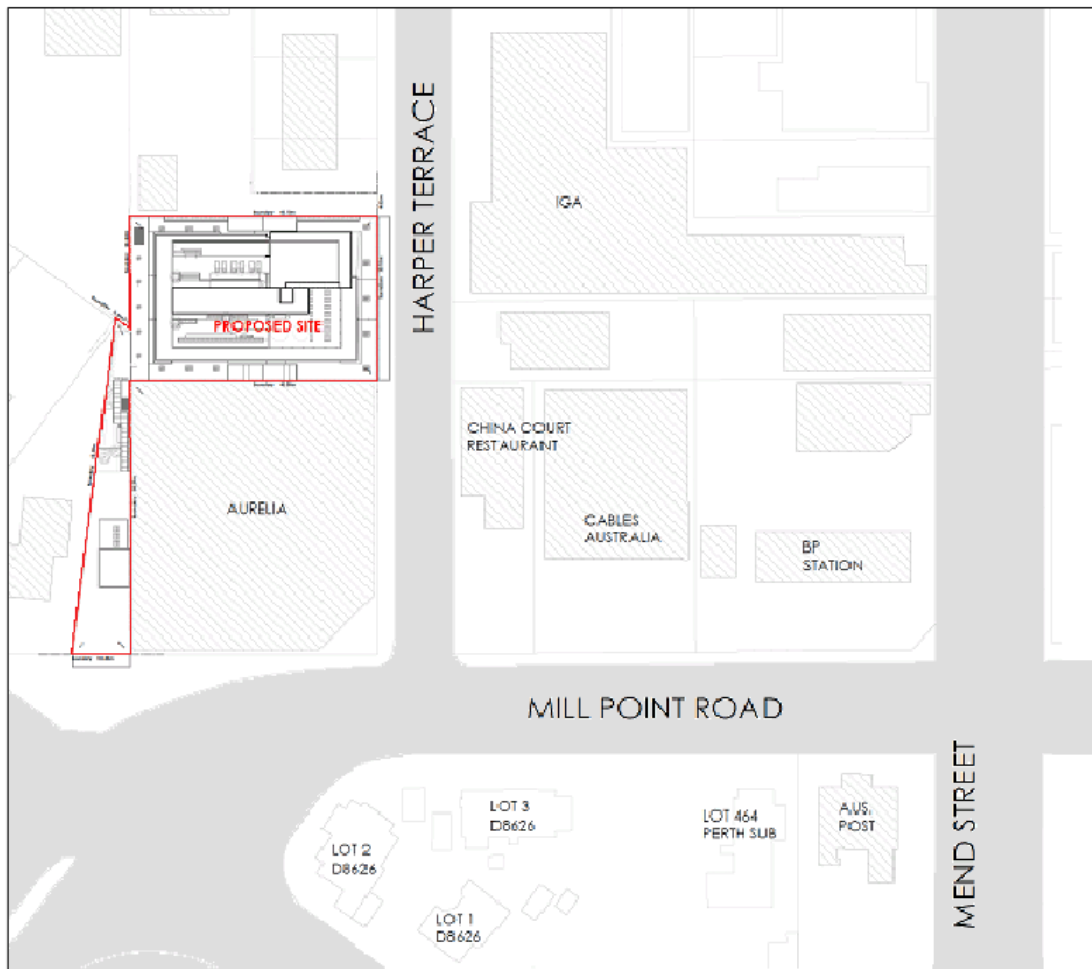 HARPER TERRACE
IGA
PROPOSED SITE
CHINA COURT
RESTAURANT
AURELIA
CABLES
AUSTRALIA
BP
STATION
MILL POINT ROAD
MEND STREET
LOT 3
D8626
LOT 464
PERTH SUB
AUS.
POST
LOT 2
D8626
LOT 1
D8626